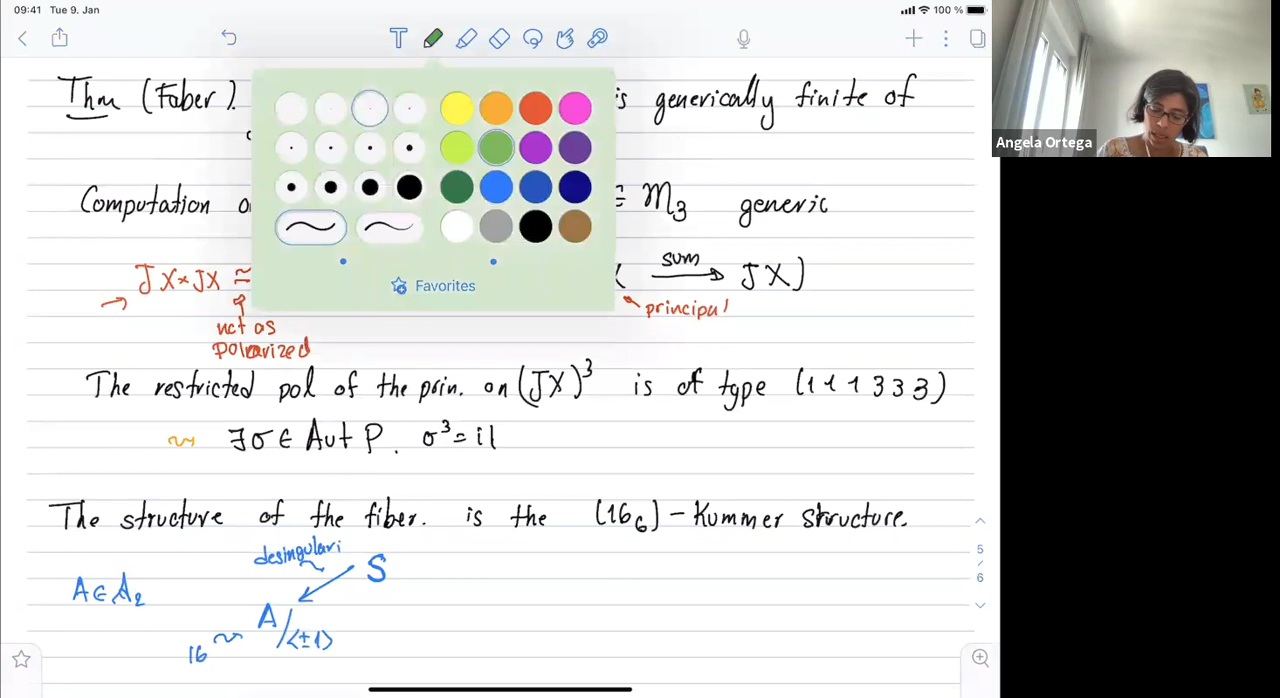 09:41 Tue 9. Jan
100 %
Thm (Faber). is generically finite of
Computation ∈ M₃ generic
JX×JX ≅ sum JX)
not as principal
Polarized
The restricted pol of the prin. on (JX)³ is of type (1 1 1 3 3 3)
∃σ ∈ Aut P. σ³ = id
The structure of the fiber. is the (16₆) - Kummer structure.
desingulari
S
A ∈ A₂
A/<±1>
16
Favorites
5
6
Angela Ortega